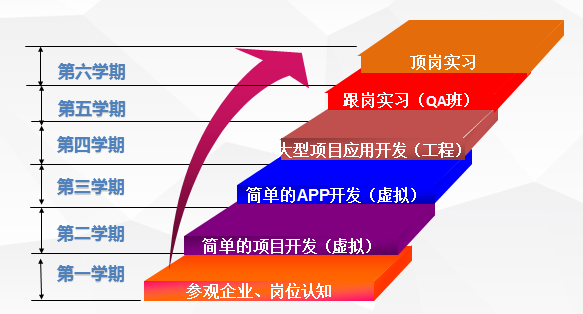 第六学期
顶岗实习
第五学期
跟岗实习（QA班）
第四学期
大型项目应用开发（工程）
第三学期
简单的APP开发（虚拟）
第二学期
简单的项目开发（虚拟）
第一学期
参观企业、岗位认知